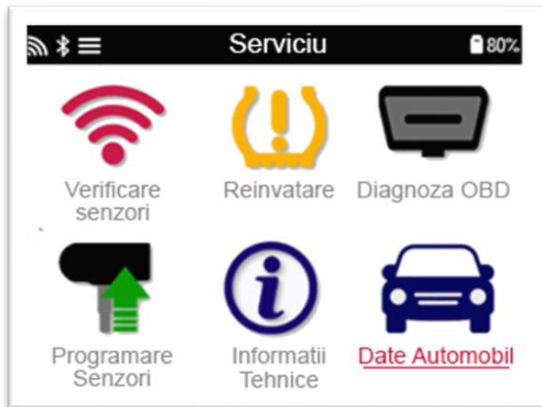 Serviciu 80%
Verificare senzori
Reinvatare
Diagnoza OBD
Programare Senzori
Informatii Tehnice
Date Automobil